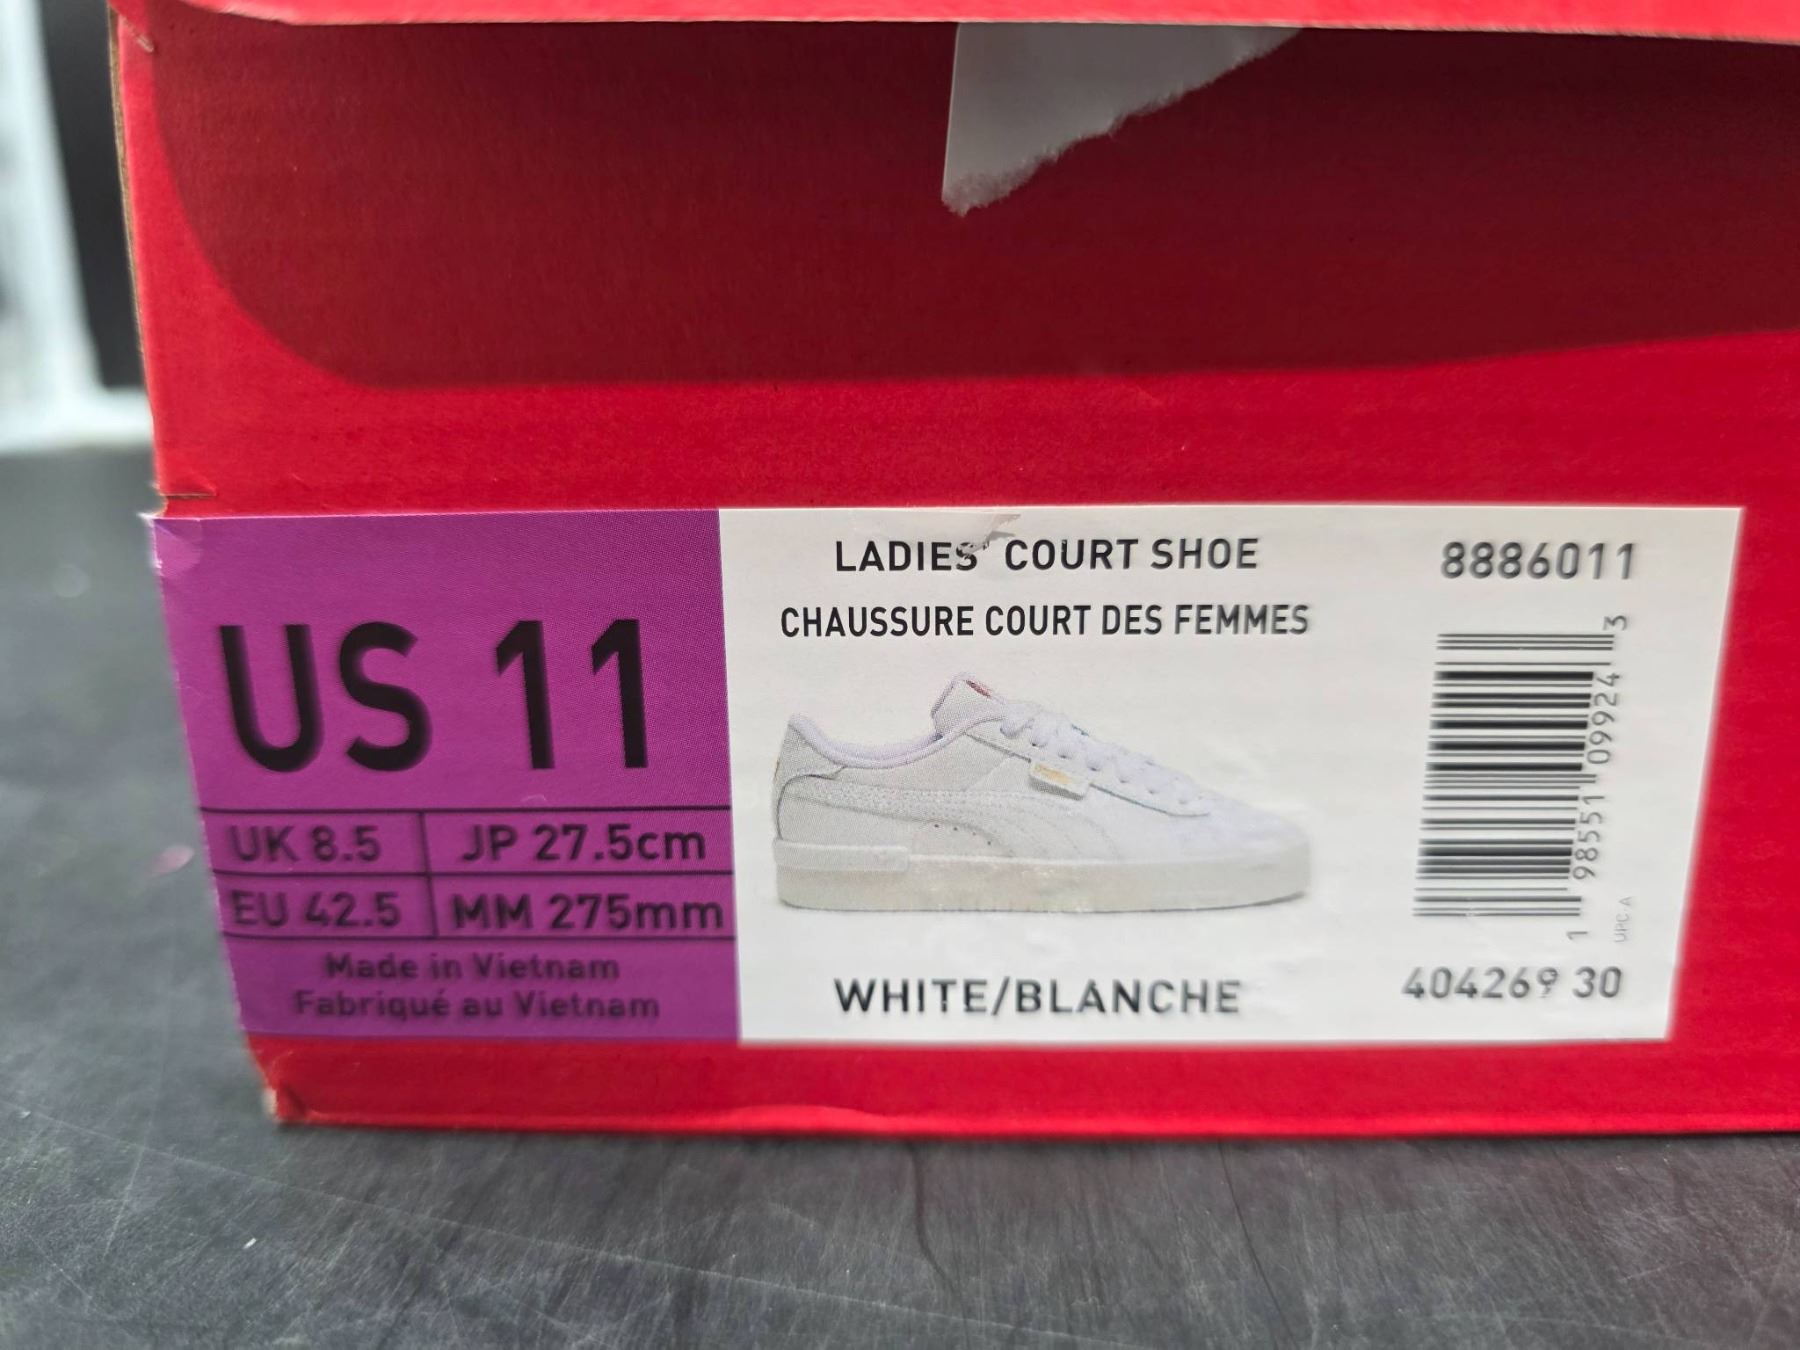 US 11
UK 8.5
JP 27.5cm
EU 42.5
MM 275mm
Made in Vietnam
Fabriqué au Vietnam
LADIES' COURT SHOE
CHAUSSURE COURT DES FEMMES
WHITE/BLANCHE
8886011
1 98551 09924 3
UPC A
404269 30